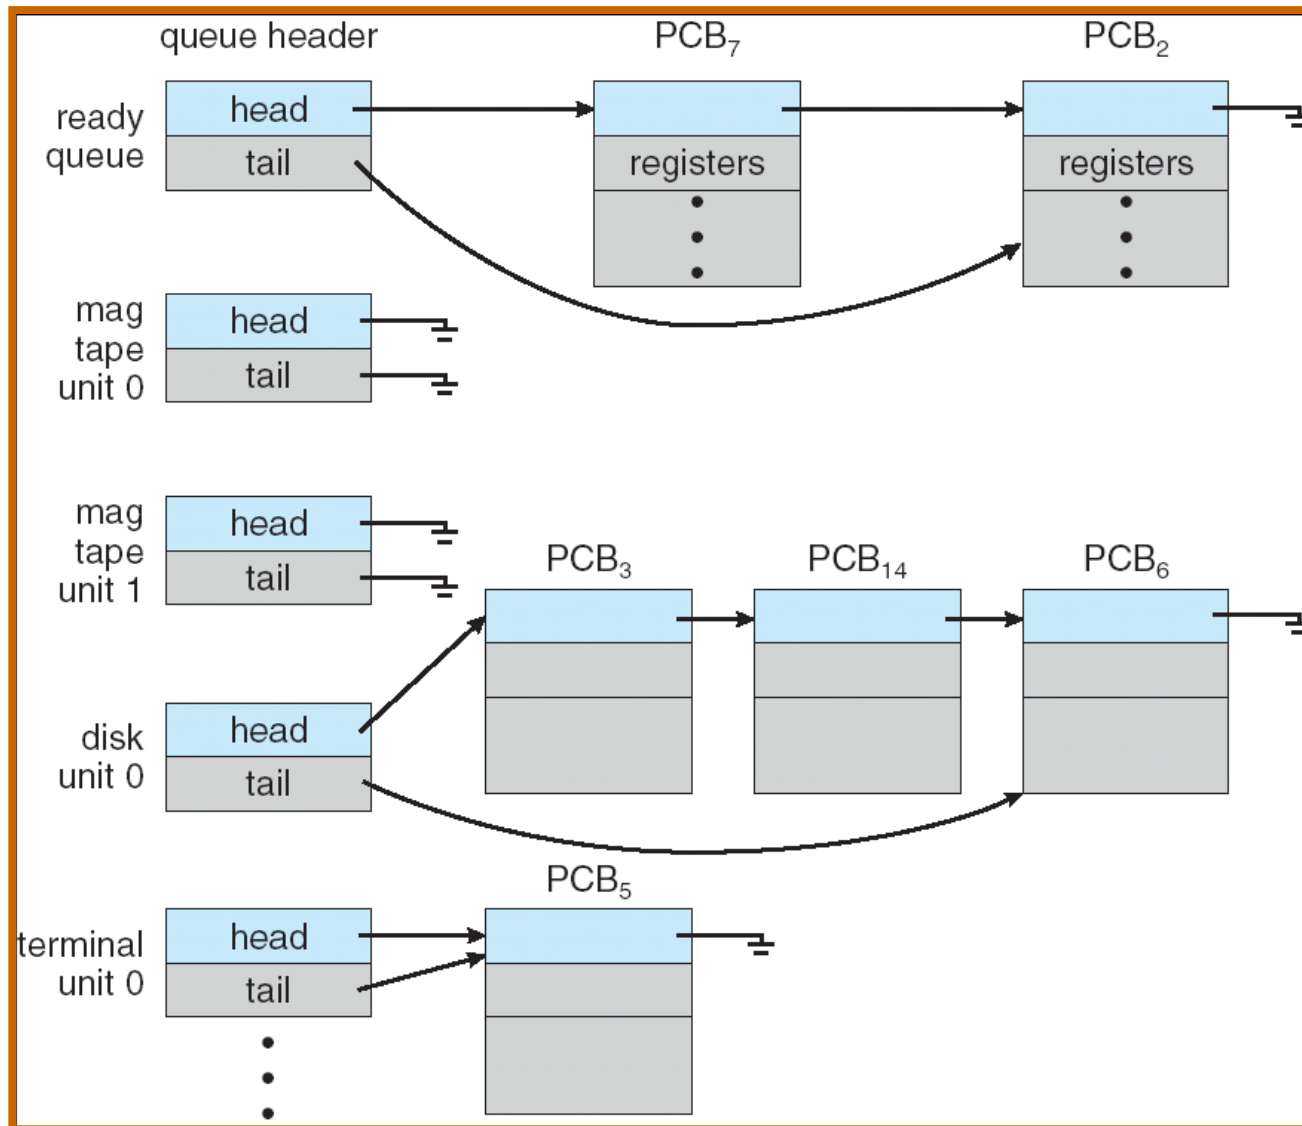 queue header
PCB₇
PCB₂
ready
queue
head
tail
registers
registers
mag
tape
unit 0
head
tail
mag
tape
unit 1
head
tail
PCB₃
PCB₁₄
PCB₆
disk
unit 0
head
tail
PCB₅
terminal
unit 0
head
tail